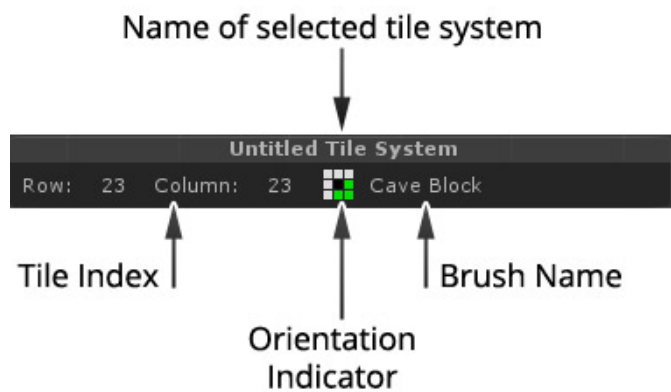 Name of selected tile system
Untitled Tile System
Row: 23 Column: 23 Cave Block
Tile Index
Brush Name
Orientation
Indicator